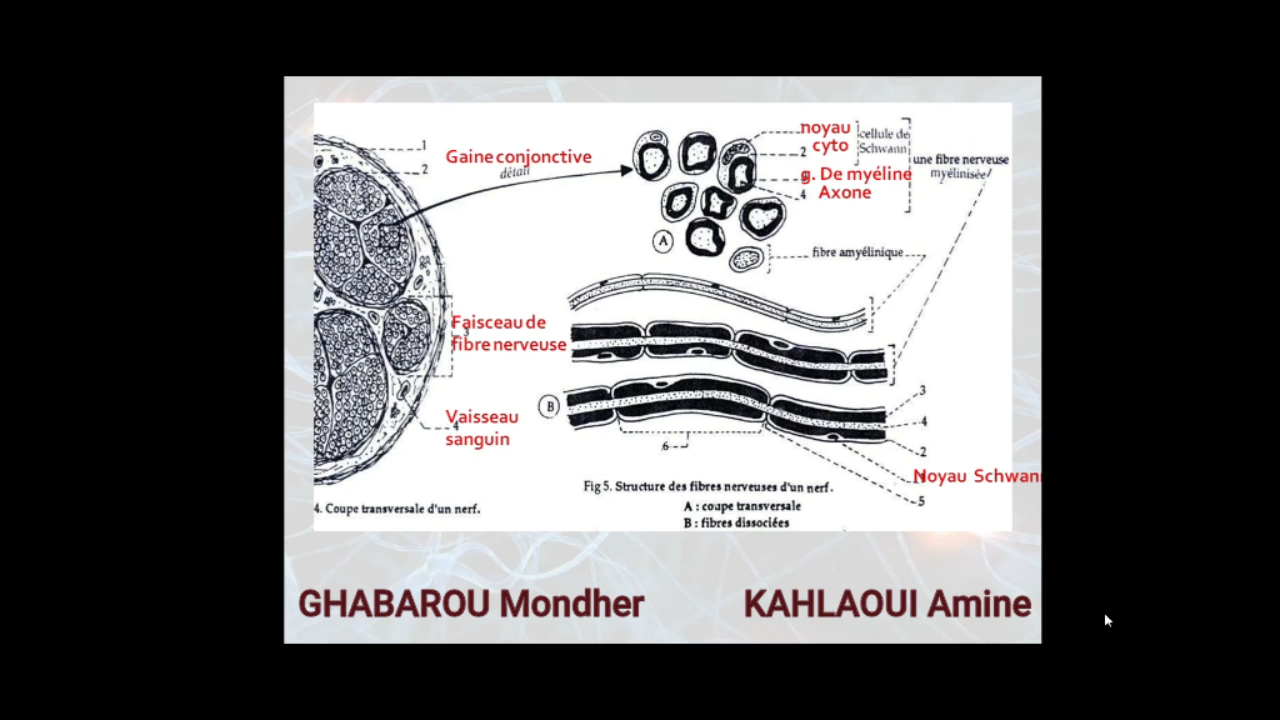 1
Gaine conjonctive
2
détail
noyau
cyto
2
cellule de
Schwann
g. De myéline
4
Axone
une fibre nerveuse
myélinisée
A
fibre amyélinique
Faisceau de
3
fibre nerveuse
Vaisseau
4
sanguin
B
6
3
4
2
Noyau Schwann
5
4. Coupe transversale d'un nerf.
Fig 5. Structure des fibres nerveuses d'un nerf.
A : coupe transversale
B : fibres dissociées
GHABAROU Mondher
KAHLAOUI Amine